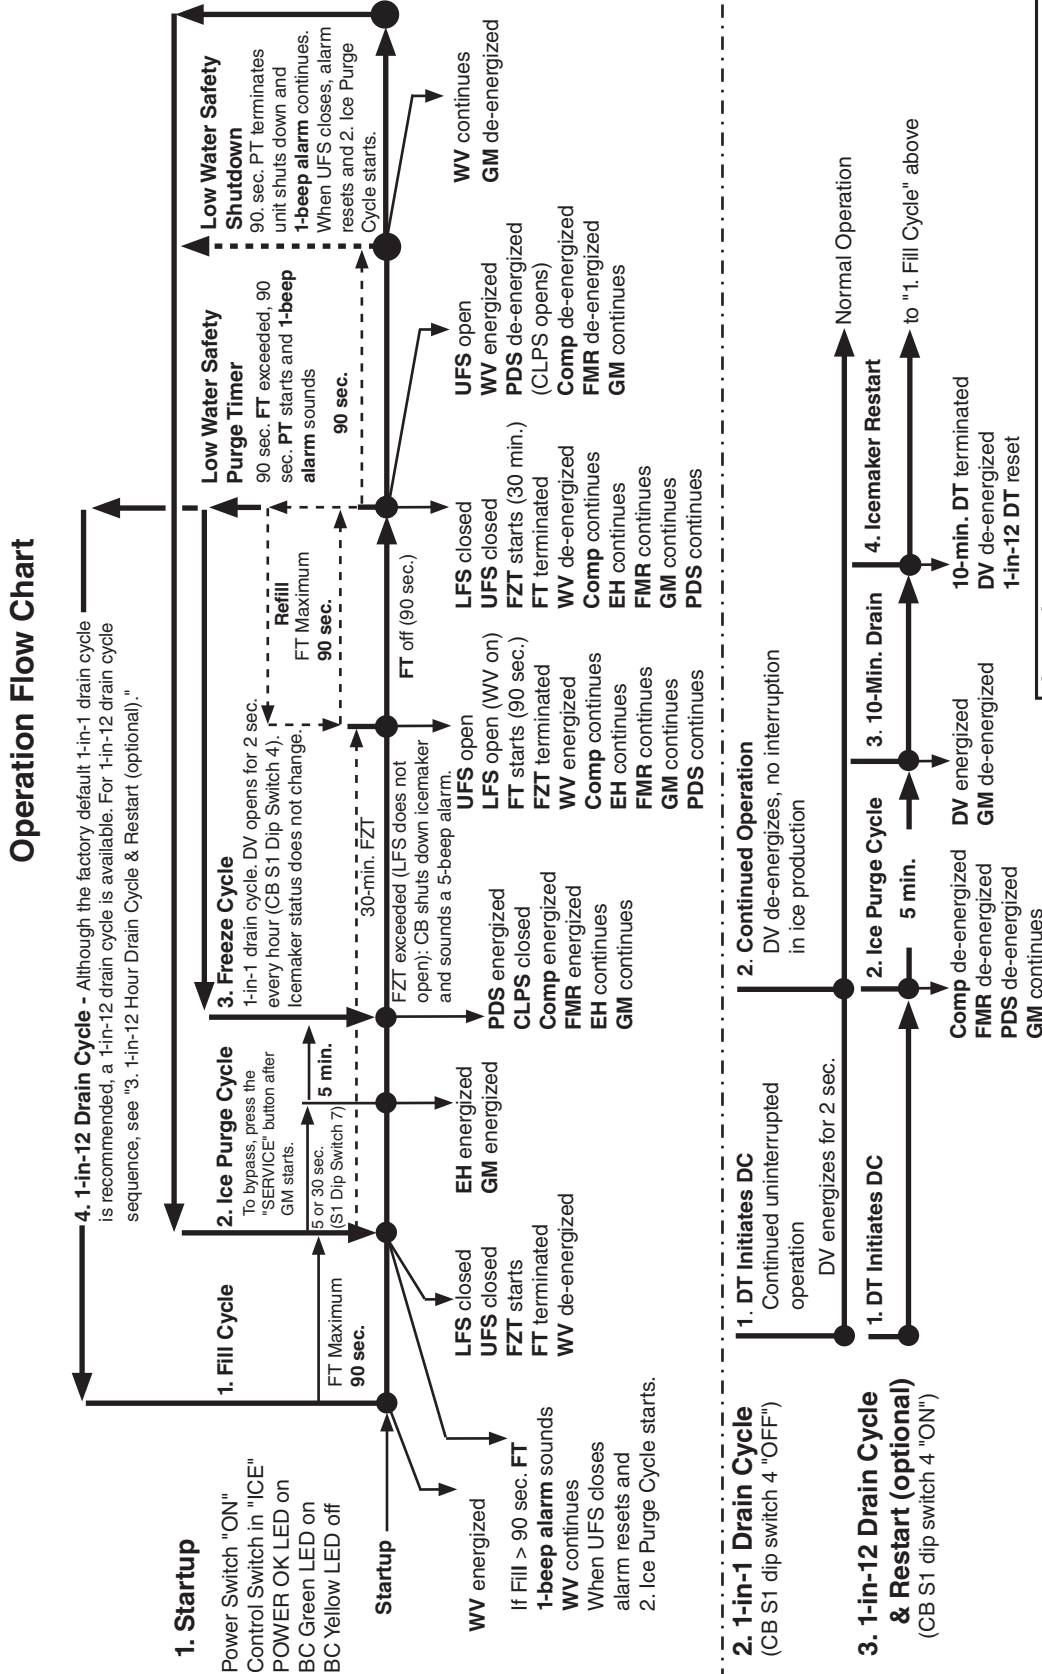 Operation Flow Chart
1. Startup
Power Switch "ON"
Control Switch in "ICE"
POWER OK LED on
BC Green LED on
BC Yellow LED off
4. 1-in-12 Drain Cycle - Although the factory default 1-in-1 drain cycle
is recommended, a 1-in-12 drain cycle is available. For 1-in-12 drain cycle
sequence, see "3. 1-in-12 Hour Drain Cycle & Restart (optional)."
1. Fill Cycle
FT Maximum
90 sec.
2. Ice Purge Cycle
To bypass, press the
"SERVICE" button after
GM starts.
5 or 30 sec.
(S1 Dip Switch 7)
5 min.
3. Freeze Cycle
1-in-1 drain cycle. DV opens for 2 sec.
every hour (CB S1 Dip Switch 4).
Icemaker status does not change.
30-min. FZT
FZT exceeded (LFS does not
open): CB shuts down icemaker
and sounds a 5-beep alarm.
Refill
FT Maximum
90 sec.
FT off (90 sec.)
Low Water Safety
Purge Timer
90 sec. FT exceeded, 90
sec. PT starts and 1-beep
alarm sounds
90 sec.
Low Water Safety
Shutdown
90. sec. PT terminates
unit shuts down and
1-beep alarm continues.
When UFS closes, alarm
resets and 2. Ice Purge
Cycle starts.
Startup
WV energized
If Fill > 90 sec. FT
1-beep alarm sounds
WV continues
When UFS closes
alarm resets and
2. Ice Purge Cycle starts.
LFS closed
UFS closed
FZT starts
FT terminated
WV de-energized
EH energized
GM energized
PDS energized
CLPS closed
Comp energized
FMR energized
EH continues
GM continues
UFS open
LFS open (WV on)
FT starts (90 sec.)
FZT terminated
WV energized
Comp continues
EH continues
FMR continues
GM continues
PDS continues
LFS closed
UFS closed
FZT starts (30 min.)
FT terminated
WV de-energized
Comp continues
EH continues
FMR continues
GM continues
PDS continues
UFS open
WV energized
PDS de-energized
(CLPS opens)
Comp de-energized
FMR de-energized
GM continues
WV continues
GM de-energized
2. 1-in-1 Drain Cycle
(CB S1 dip switch 4 "OFF")
1. DT Initiates DC
Continued uninterrupted
operation
DV energizes for 2 sec.
2. Continued Operation
DV de-energizes, no interruption
in ice production
Normal Operation
3. 1-in-12 Drain Cycle
& Restart (optional)
(CB S1 dip switch 4 "ON")
1. DT Initiates DC
2. Ice Purge Cycle
5 min.
3. 10-Min. Drain
4. Icemaker Restart
to "1. Fill Cycle" above
Comp de-energized
FMR de-energized
PDS de-energized
GM continues
DV energized
GM de-energized
10-min. DT terminated
DV de-energized
1-in-12 DT reset